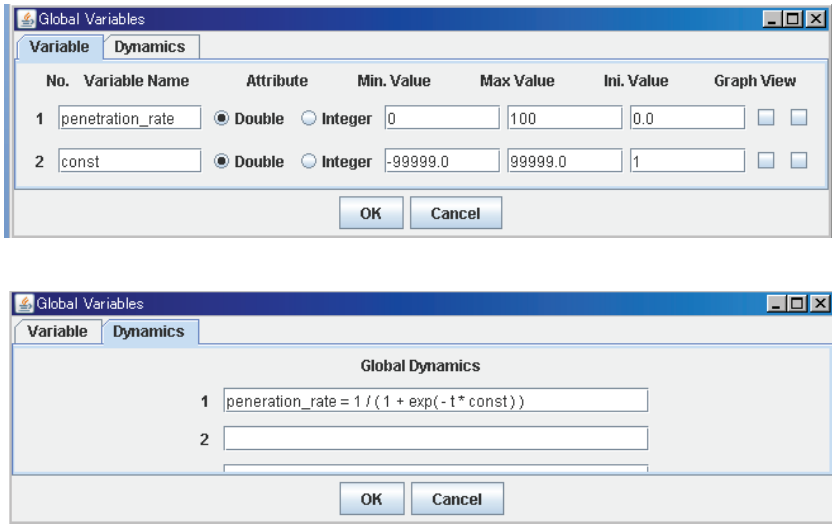 Global Variables
Variable Dynamics
No. Variable Name Attribute Min. Value Max Value Ini. Value Graph View
1 penetration_rate Double Integer 0 100 0.0
2 const Double Integer -99999.0 99999.0 1
OK Cancel
Global Variables
Variable Dynamics
Global Dynamics
1 peneration_rate = 1 / ( 1 + exp( - t * const ) )
2
OK Cancel